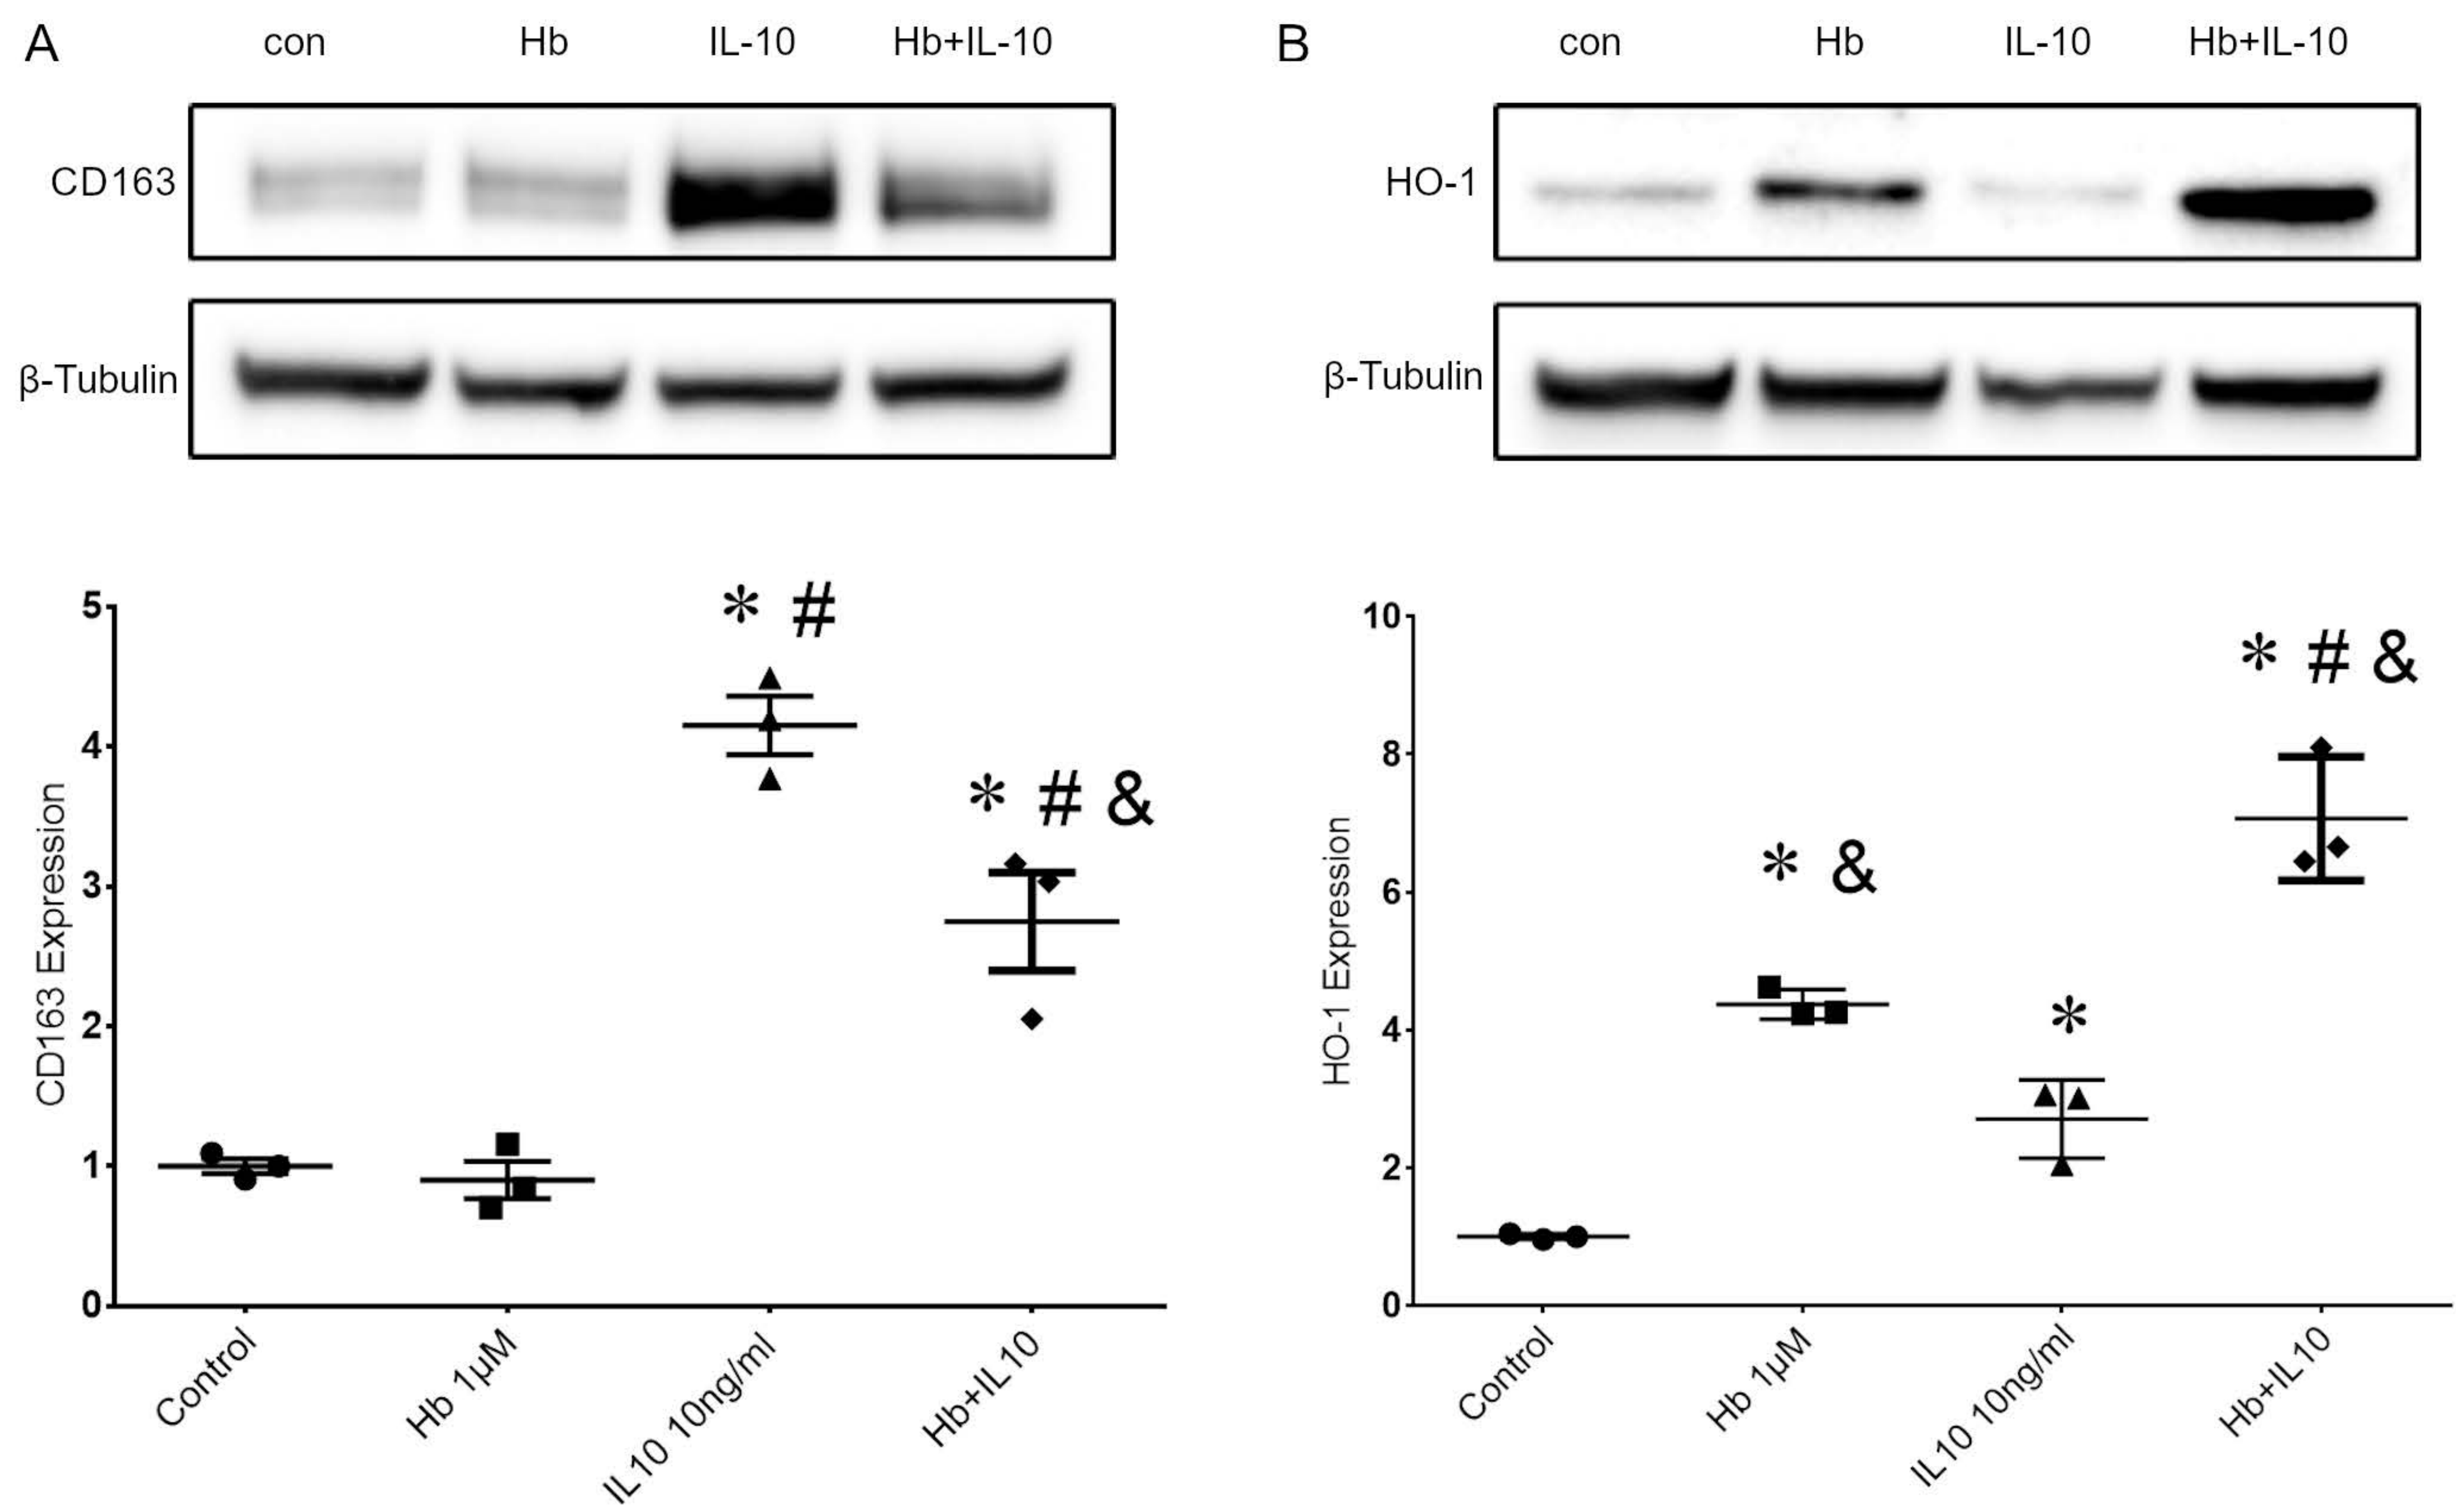 A
con Hb IL-10 Hb+IL-10
CD163
β-Tubulin
* #
* # &
5
4
3
2
1
0
CD163 Expression
Control
Hb 1μM
IL10 10ng/ml
Hb+IL10
B
con Hb IL-10 Hb+IL-10
HO-1
β-Tubulin
* # &
* &
*
10
8
6
4
2
0
HO-1 Expression
Control
Hb 1μM
IL10 10ng/ml
Hb+IL10